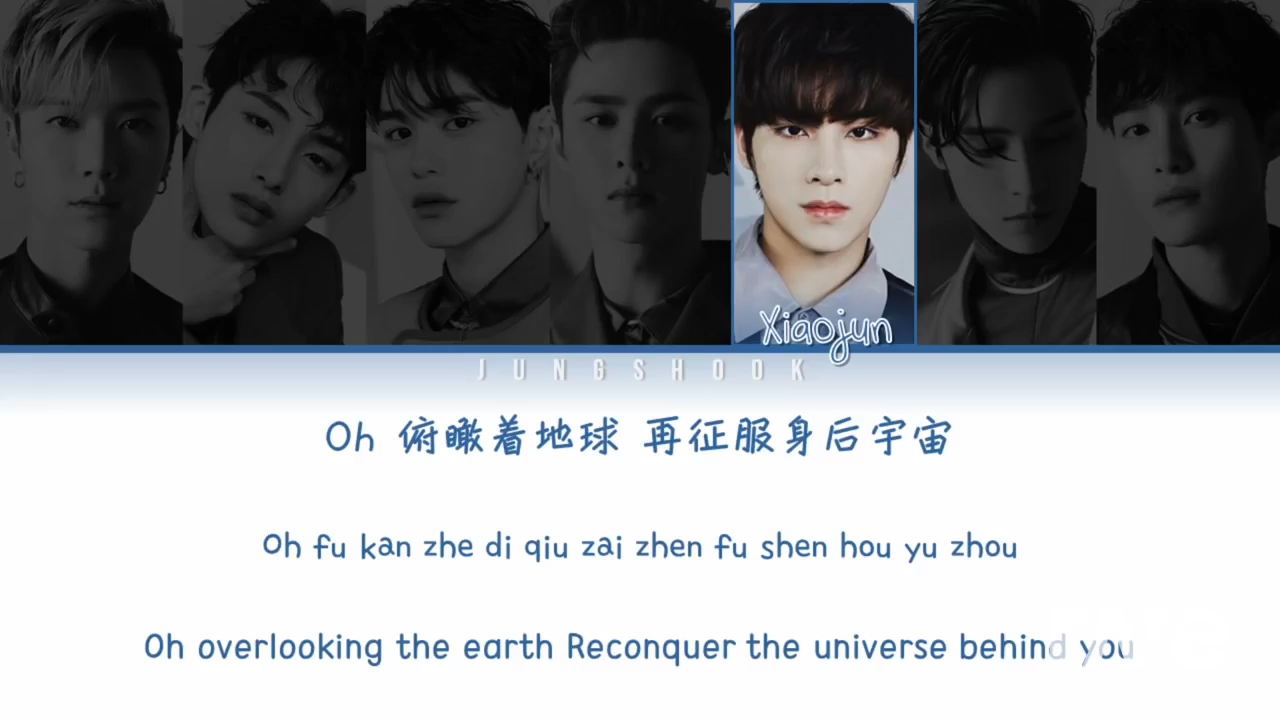 Xiaojun
JUNGSHOOK
Oh 俯瞰着地球 再征服身后宇宙
Oh fu kan zhe di qiu zai zhen fu shen hou yu zhou
Oh overlooking the earth Reconquer the universe behind you